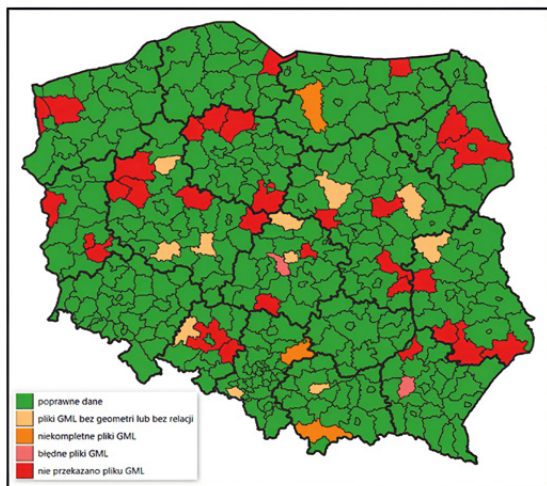 poprawne dane
pliki GML bez geometri lub bez relacji
niekompletne pliki GML
błędne pliki GML
nie przekazano pliku GML